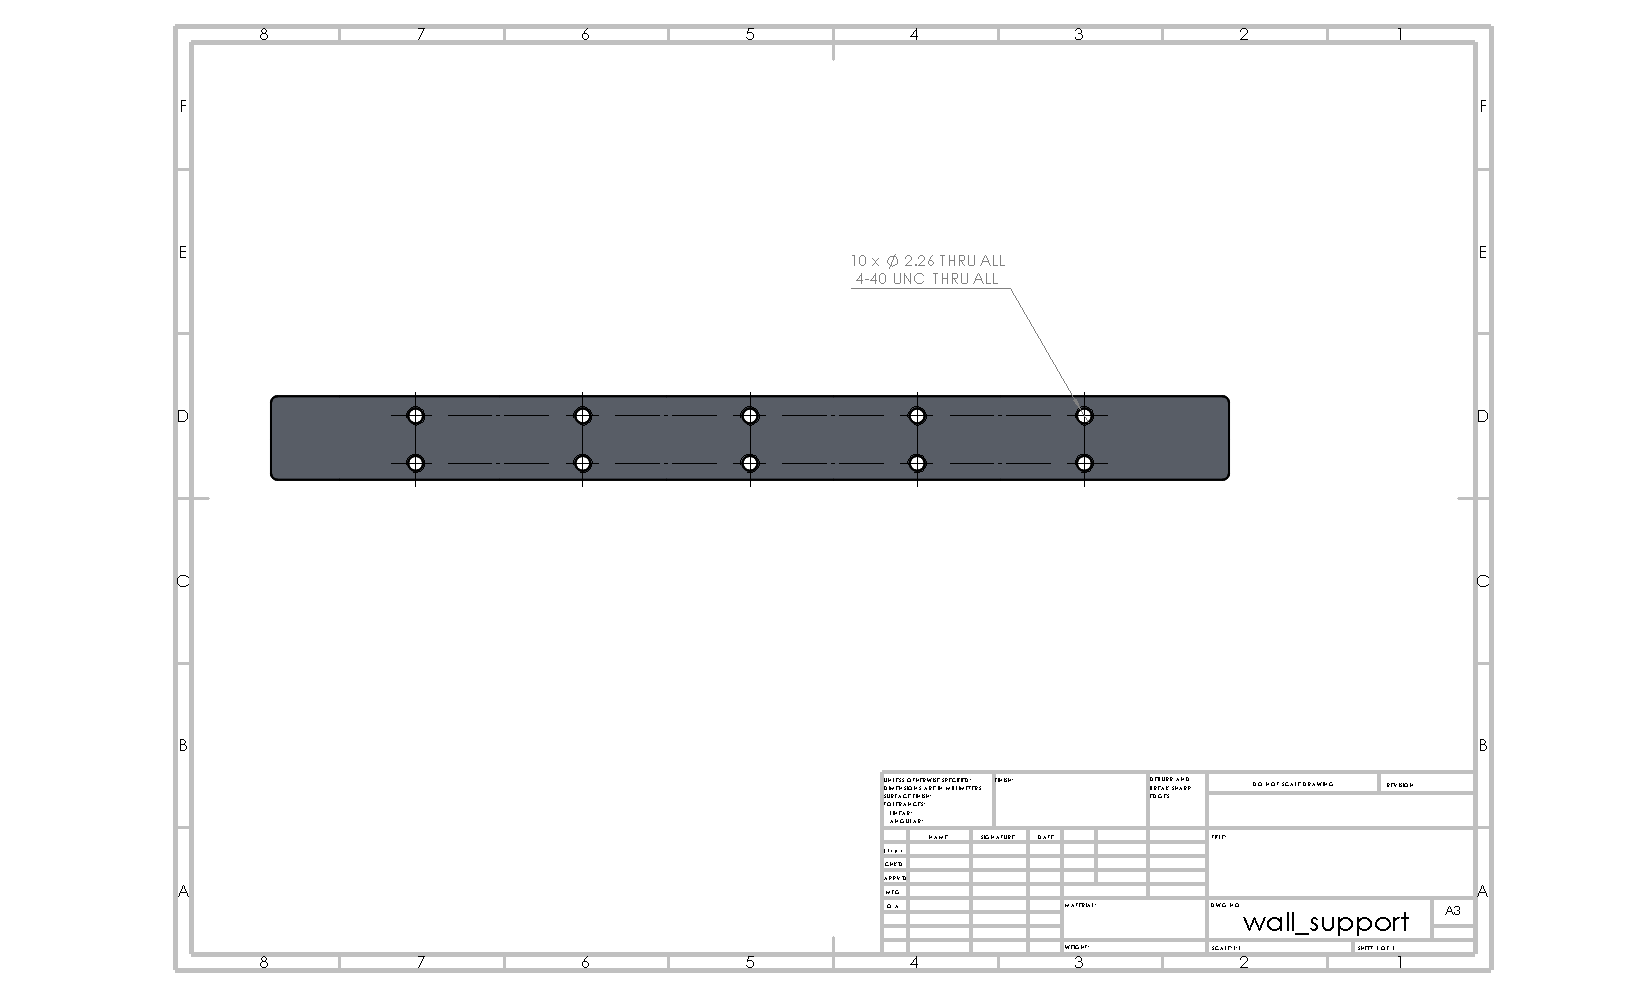 8 7 6 5 4 3 2 1
F F
E E
10 x Ø 2.26 THRU ALL
4-40 UNC THRU ALL
D D
C C
B B
UNLESS OTHERWISE SPECIFIED:
DIMENSIONS ARE IN MILLIMETERS
SURFACE FINISH:
TOLERANCES:
LINEAR:
ANGULAR:
FINISH:
DEBURR AND
BREAK SHARP
EDGES
DO NOT SCALE DRAWING
REVISION
NAME SIGNATURE DATE
TITLE:
CHK'D
APPV'D
MFG
Q.A
MATERIAL:
DWG NO.
wall_support
A3
A A
WEIGHT:
SCALE:1:1
SHEET 1 OF 1
8 7 6 5 4 3 2 1